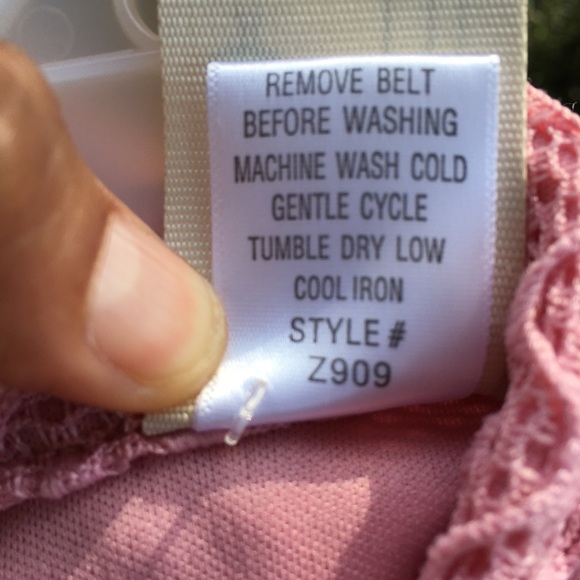 REMOVE BELT
BEFORE WASHING
MACHINE WASH COLD
GENTLE CYCLE
TUMBLE DRY LOW
COOL IRON
STYLE #
Z909